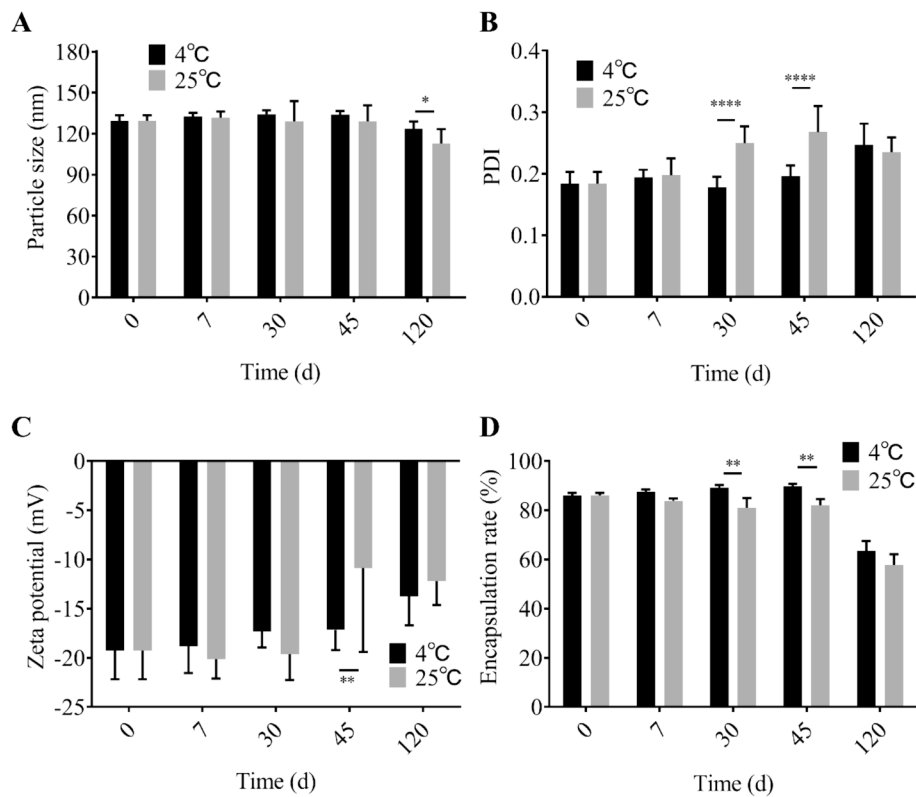 A
Particle size (nm)
180
150
120
90
60
30
0
4℃
25℃
*
0 7 30 45 120
Time (d)
B
PDI
0.4
0.3
0.2
0.1
0.0
4℃
25℃
****
****
0 7 30 45 120
Time (d)
C
Zeta potential (mV)
0
-5
-10
-15
-20
-25
4℃
25℃
**
0 7 30 45 120
Time (d)
D
Encapsulation rate (%)
100
80
60
40
20
0
4℃
25℃
**
**
0 7 30 45 120
Time (d)